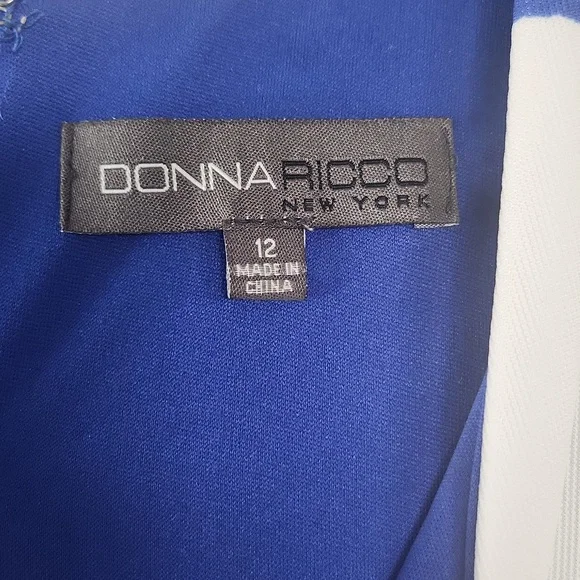 DONNA RICCO
NEW YORK
12
MADE IN
CHINA